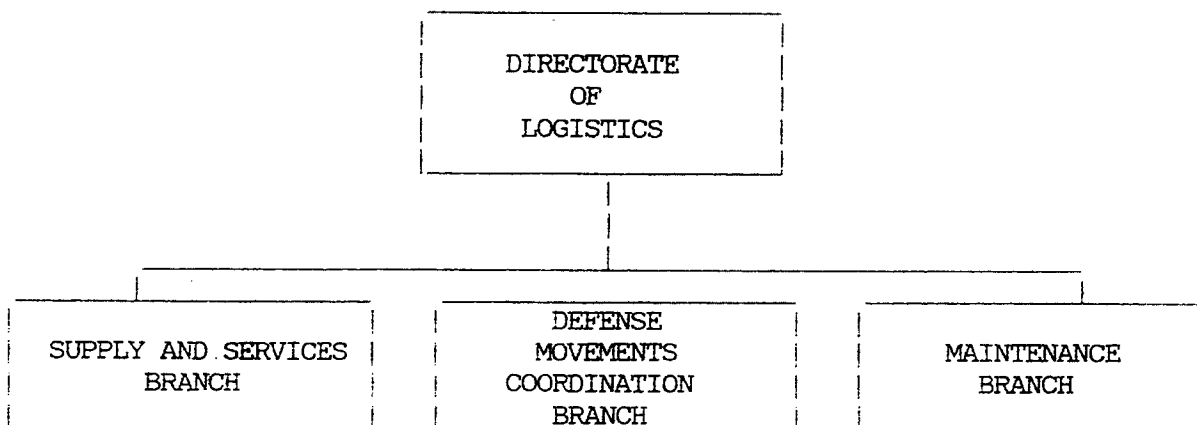 DIRECTORATE
OF
LOGISTICS
SUPPLY AND SERVICES
BRANCH
DEFENSE
MOVEMENTS
COORDINATION
BRANCH
MAINTENANCE
BRANCH